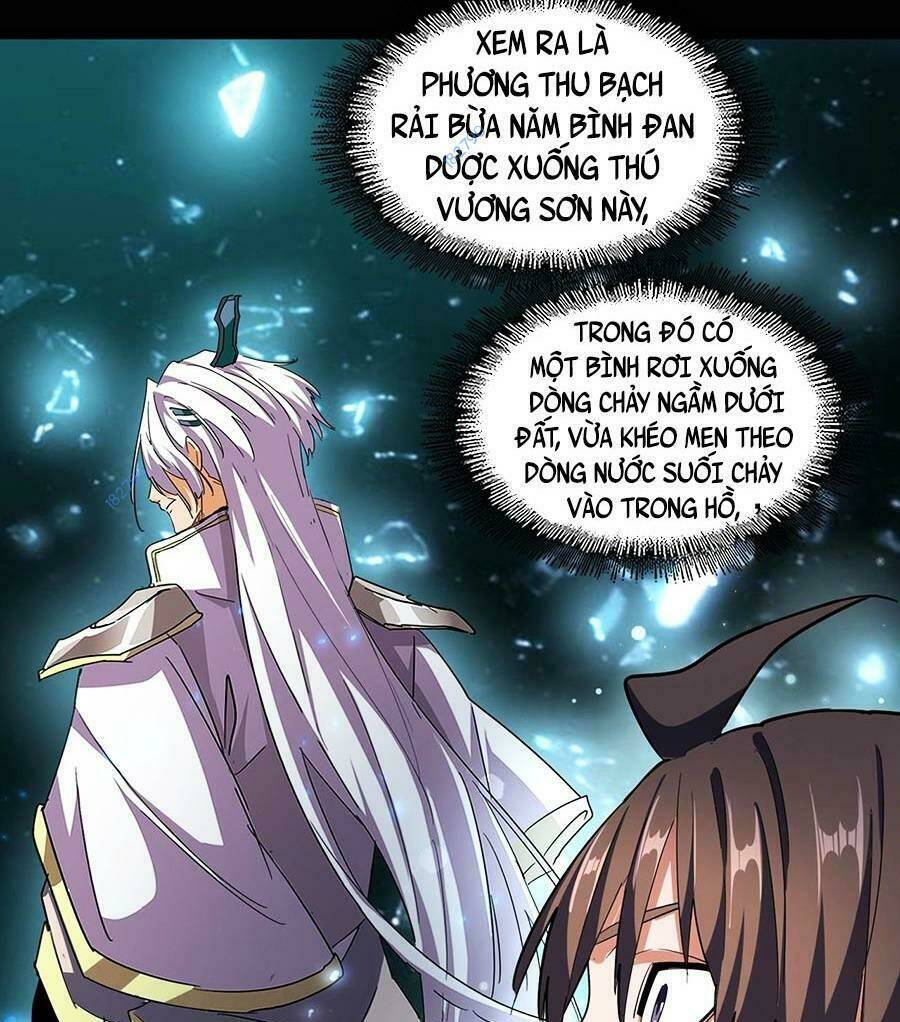 XEM RA LÀ
PHƯƠNG THU BẠCH
RẢI BỪA NĂM BÌNH ĐAN
DƯỢC XUỐNG THÚ
VƯƠNG SƠN NÀY,
TRONG ĐÓ CÓ
MỘT BÌNH RƠI XUỐNG
DÒNG CHẢY NGẦM DƯỚI
ĐẤT, VỪA KHÉO MEN THEO
DÒNG NƯỚC SUỐI CHẢY
VÀO TRONG HỒ,